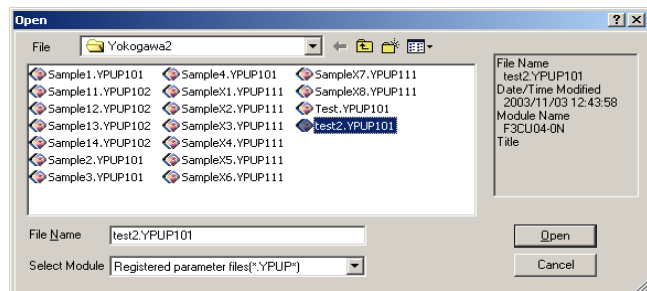 Open
File Yokogawa2
Sample1.YPUP101 Sample4.YPUP101 SampleX7.YPUP111
Sample11.YPUP102 SampleX1.YPUP111 SampleX8.YPUP111
Sample12.YPUP102 SampleX2.YPUP111 Test.YPUP101
Sample13.YPUP102 SampleX3.YPUP111 test2.YPUP101
Sample14.YPUP102 SampleX4.YPUP111
Sample2.YPUP101 SampleX5.YPUP111
Sample3.YPUP101 SampleX6.YPUP111
File Name
test2.YPUP101
Date/Time Modified
2003/11/03 12:43:58
Module Name
F3CU04-0N
Title
File Name test2.YPUP101 Open
Select Module Registered parameter files(*.YPUP*) Cancel